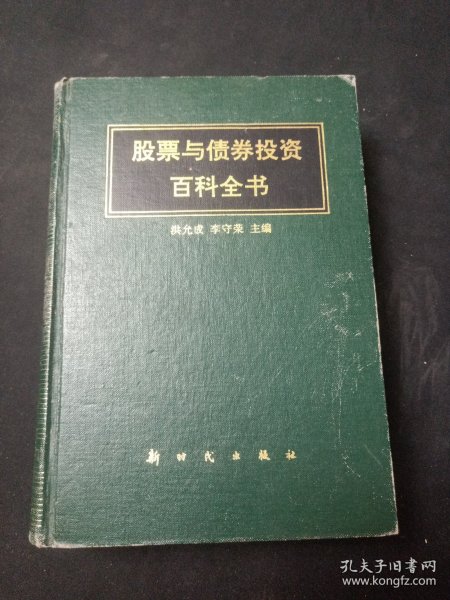 股票与债券投资
百科全书
洪允成 李守荣 主编
新时代出版社
孔夫子旧书网
www.kongfz.com